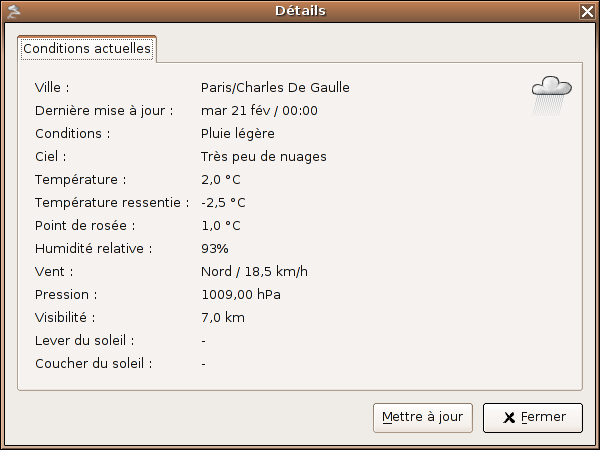 Détails
Conditions actuelles
Ville : Paris/Charles De Gaulle
Dernière mise à jour : mar 21 fév / 00:00
Conditions : Pluie légère
Ciel : Très peu de nuages
Température : 2,0 °C
Température ressentie : -2,5 °C
Point de rosée : 1,0 °C
Humidité relative : 93%
Vent : Nord / 18,5 km/h
Pression : 1009,00 hPa
Visibilité : 7,0 km
Lever du soleil : -
Coucher du soleil : -
Mettre à jour Fermer